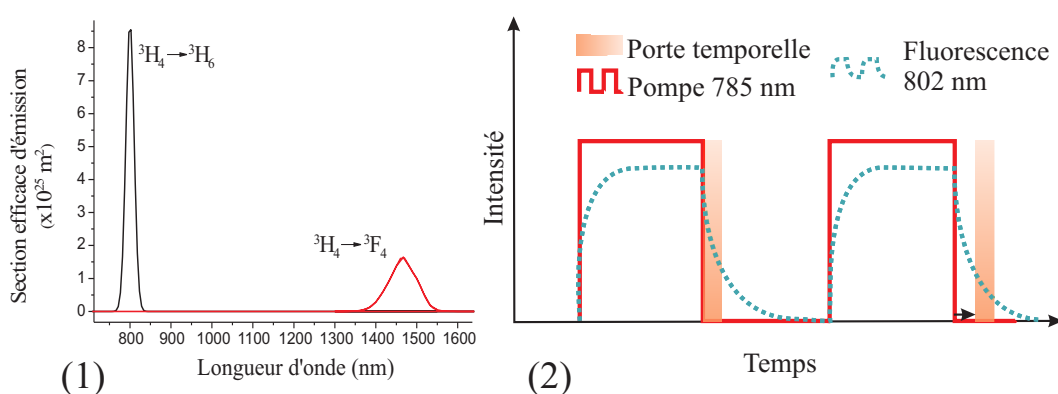 ³H₄→³H₆
³H₄→³F₄
Section efficace d'émission
(x10²⁵ m²)
8
7
6
5
4
3
2
1
0
800 900 1000 1100 1200 1300 1400 1500 1600
Longueur d'onde (nm)
(1)
Porte temporelle
Pompe 785 nm
Fluorescence
802 nm
Intensité
Temps
(2)